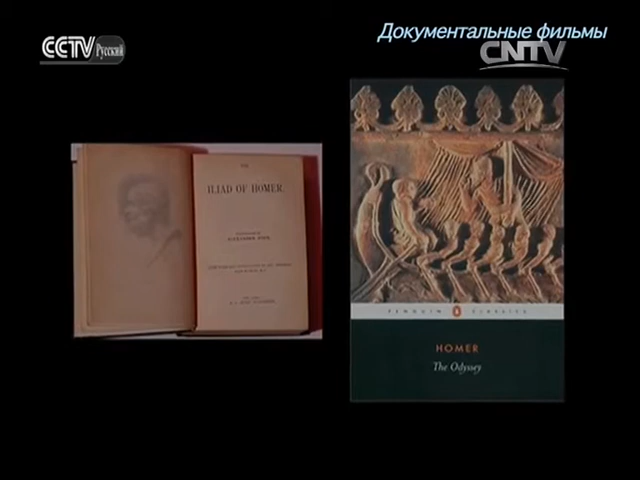 CCTV Русский
Документальные фильмы
CNTV
THE
ILIAD OF HOMER
ALEXANDER POPE
PENGUIN CLASSICS
HOMER
The Odyssey